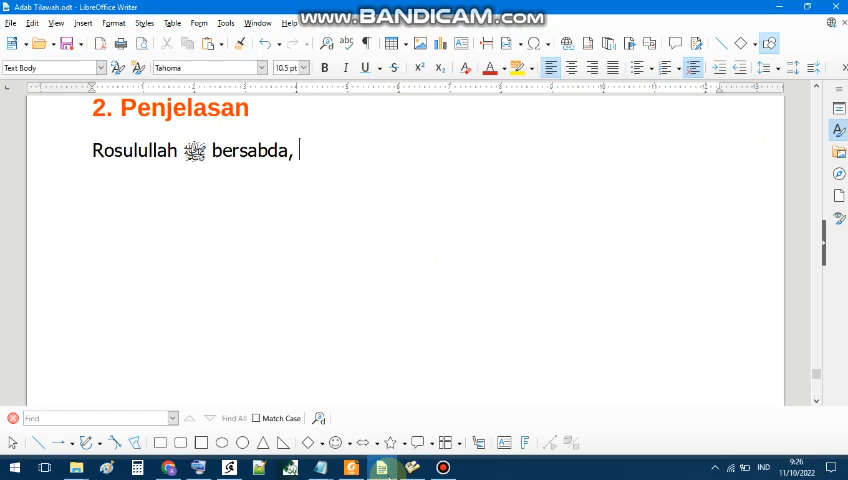 Adab Tilawah.odt - LibreOffice Writer
www.BANDICAM.com
File Edit View Insert Format Styles Table Form Tools Window Help
Text Body Tahoma 10.5 pt
2. Penjelasan
Rosulullah ﷺ bersabda,
Find Find All Match Case
IND 9:26
11/10/2022